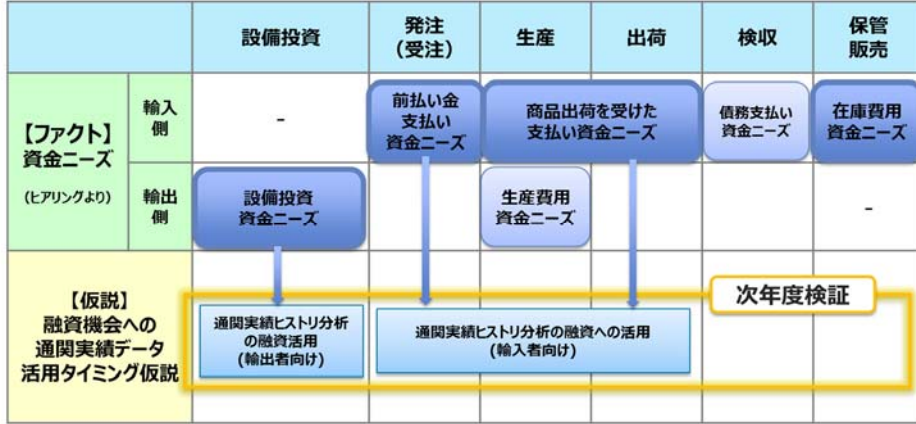 設備投資
発注
(受注)
生産
出荷
検収
保管
販売
【ファクト】
資金ニーズ
(ヒアリングより)
輸入
側
-
前払い金
支払い
資金ニーズ
商品出荷を受けた
支払い資金ニーズ
債務支払い
資金ニーズ
在庫費用
資金ニーズ
輸出
側
設備投資
資金ニーズ
生産費用
資金ニーズ
-
【仮説】
融資機会への
通関実績データ
活用タイミング仮説
次年度検証
通関実績ヒストリ分析
の融資活用
(輸出者向け)
通関実績ヒストリ分析の融資への活用
(輸入者向け)